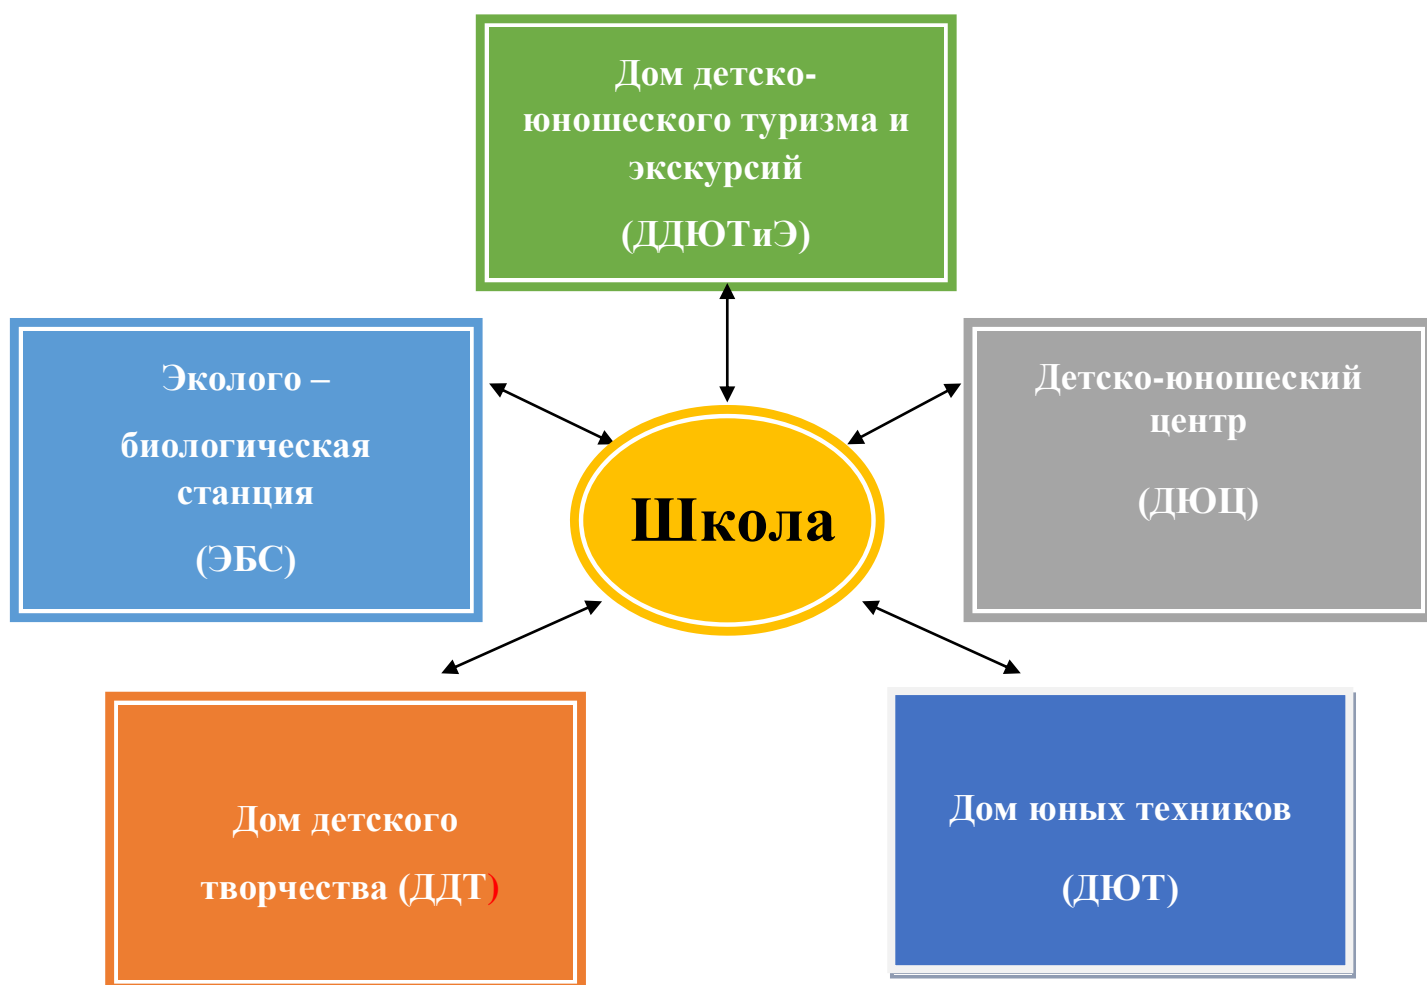 Дом детско-
юношеского туризма и
экскурсий
(ДДЮТиЭ)
Эколого –
биологическая
станция
(ЭБС)
Детско-юношеский
центр
(ДЮЦ)
Школа
Дом детского
творчества (ДДТ)
Дом юных техников
(ДЮТ)